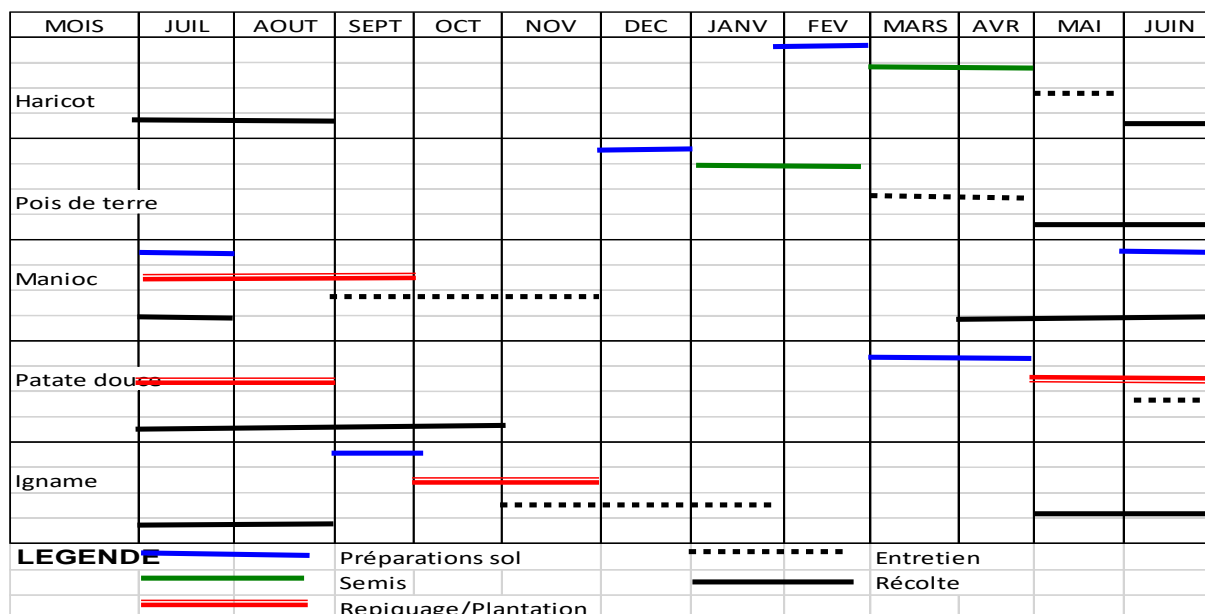 MOIS JUIL AOUT SEPT OCT NOV DEC JANV FEV MARS AVR MAI JUIN
Haricot
Pois de terre
Manioc
Patate douce
Igname
LEGENDE Préparations sol Entretien
Semis Récolte
Repiquage/Plantation